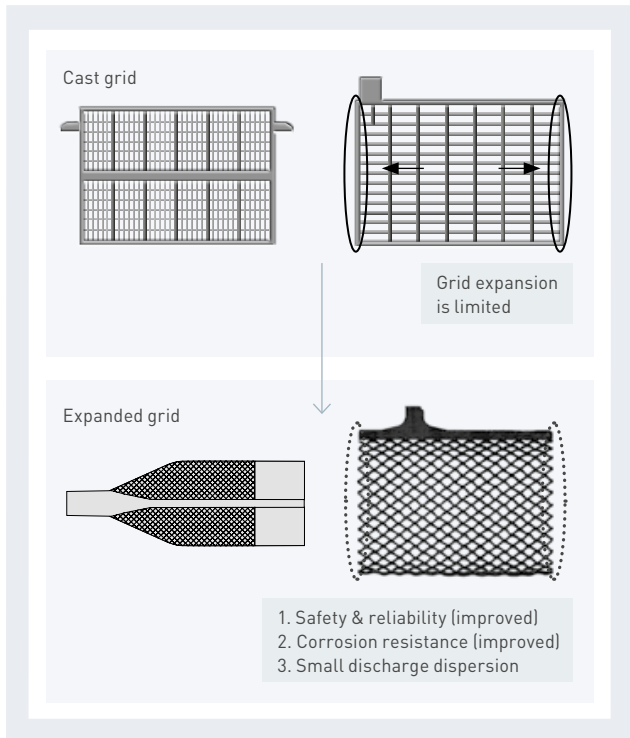 Cast grid
Grid expansion
is limited
Expanded grid
1. Safety & reliability (improved)
2. Corrosion resistance (improved)
3. Small discharge dispersion